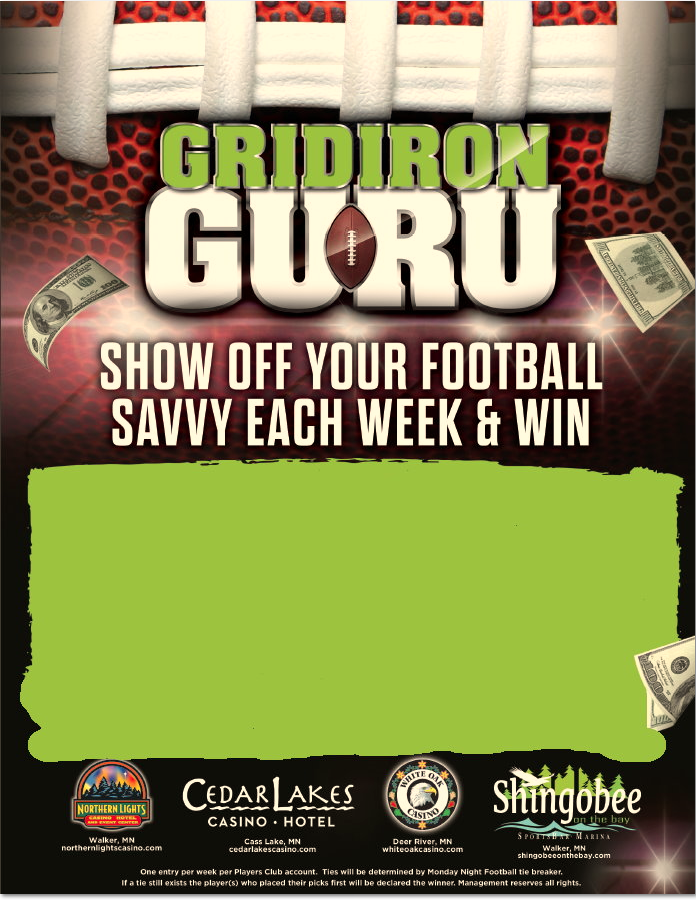 GRIDIRON
GURU
SHOW OFF YOUR FOOTBALL
SAVVY EACH WEEK & WIN
NORTHERN LIGHTS
CASINO HOTEL
AND EVENT CENTER
Walker, MN
northernlightscasino.com
CEDAR LAKES
CASINO · HOTEL
Cass Lake, MN
cedarlakescasino.com
WHITE OAK
CASINO
Deer River, MN
whiteoakcasino.com
Shingobee
on the bay
SPORTSBAR MARINA
Walker, MN
shingobeeonthebay.com
One entry per week per Players Club account. Ties will be determined by Monday Night Football tie breaker.
If a tie still exists the player(s) who placed their picks first will be declared the winner. Management reserves all rights.